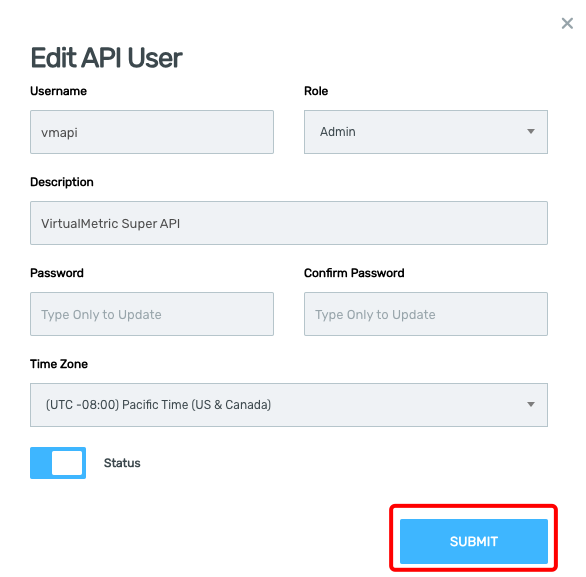 Edit API User
Username
Role
vmapi
Admin
Description
VirtualMetric Super API
Password
Confirm Password
Type Only to Update
Type Only to Update
Time Zone
(UTC -08:00) Pacific Time (US & Canada)
Status
SUBMIT